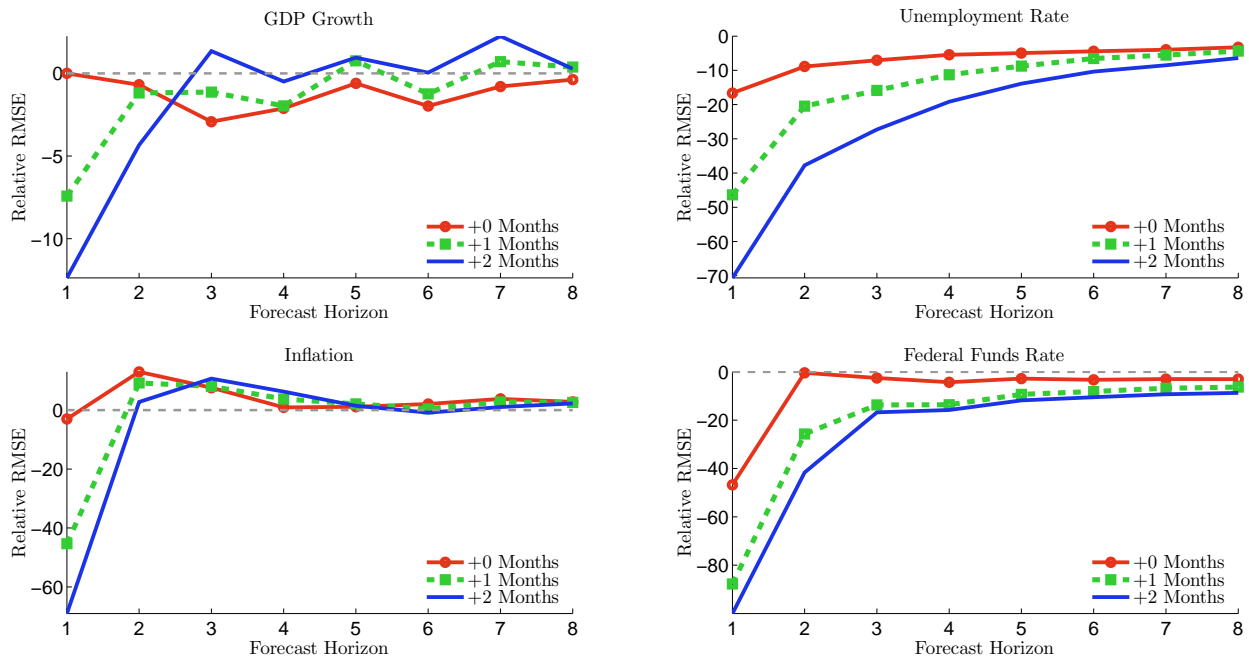 GDP Growth
Relative RMSE
0
−5
−10
+0 Months
+1 Months
+2 Months
1 2 3 4 5 6 7 8
Forecast Horizon
Unemployment Rate
Relative RMSE
0
−10
−20
−30
−40
−50
−60
−70
+0 Months
+1 Months
+2 Months
1 2 3 4 5 6 7 8
Forecast Horizon
Inflation
Relative RMSE
0
−20
−40
−60
+0 Months
+1 Months
+2 Months
1 2 3 4 5 6 7 8
Forecast Horizon
Federal Funds Rate
Relative RMSE
0
−20
−40
−60
−80
+0 Months
+1 Months
+2 Months
1 2 3 4 5 6 7 8
Forecast Horizon